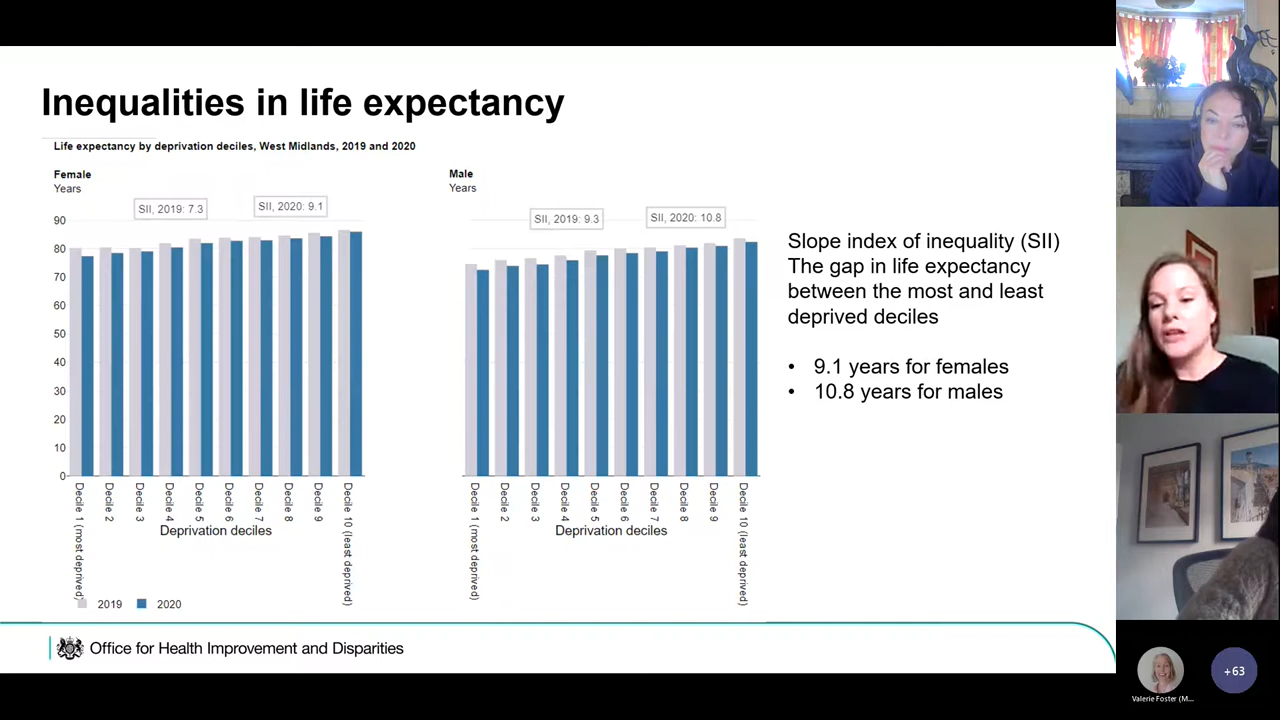 Inequalities in life expectancy
Life expectancy by deprivation deciles, West Midlands, 2019 and 2020
Female
Years
SII, 2019: 7.3
SII, 2020: 9.1
90
80
70
60
50
40
30
20
10
0
Decile 1 (most deprived)
Decile 2
Decile 3
Decile 4
Decile 5
Decile 6
Decile 7
Decile 8
Decile 9
Decile 10 (least deprived)
Deprivation deciles
2019
2020
Male
Years
SII, 2019: 9.3
SII, 2020: 10.8
Decile 1 (most deprived)
Decile 2
Decile 3
Decile 4
Decile 5
Decile 6
Decile 7
Decile 8
Decile 9
Decile 10 (least deprived)
Deprivation deciles
Slope index of inequality (SII)
The gap in life expectancy
between the most and least
deprived deciles
• 9.1 years for females
• 10.8 years for males
Office for Health Improvement and Disparities
Valerie Foster (M...
+63